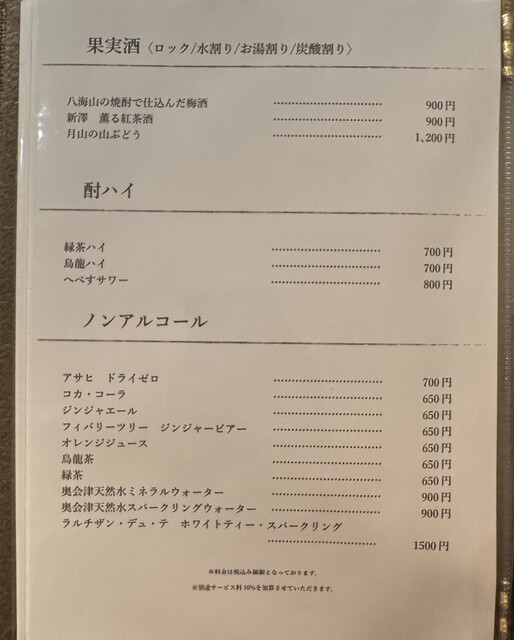 果実酒〈ロック/水割り/お湯割り/炭酸割り〉
八海山の焼酎で仕込んだ梅酒 900円
新澤 薫る紅茶酒 900円
月山の山ぶどう 1,200円
酎ハイ
緑茶ハイ 700円
烏龍ハイ 700円
へべすサワー 800円
ノンアルコール
アサヒ ドライゼロ 700円
コカ・コーラ 650円
ジンジャエール 650円
フィバリーツリー ジンジャービアー 650円
オレンジジュース 650円
烏龍茶 650円
緑茶 650円
奥会津天然水ミネラルウォーター 900円
奥会津天然水スパークリングウォーター 900円
ラルチザン・デュ・テ ホワイトティー・スパークリング
1500円
※料金は税込み価額となっております。
※別途サービス料10%を加算させていただきます。